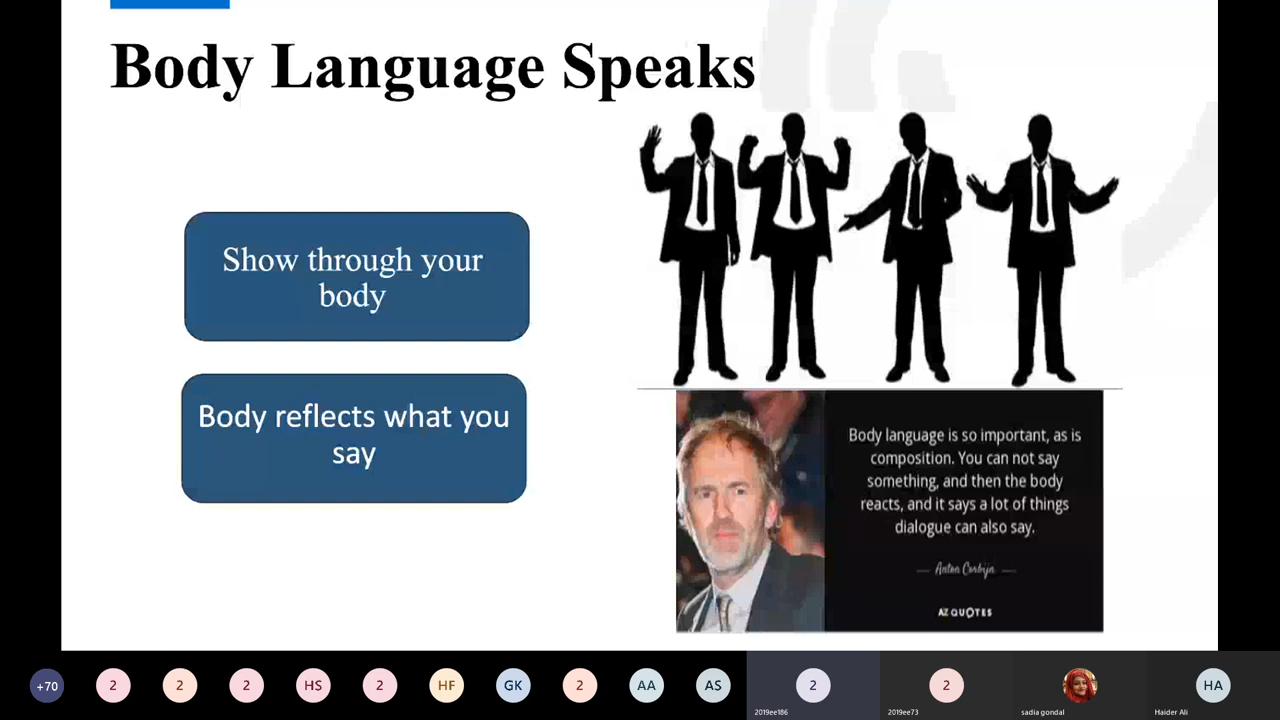 Body Language Speaks
Show through your
body
Body reflects what you
say
Body language is so important, as is
composition. You can not say
something, and then the body
reacts, and it says a lot of things
dialogue can also say.
Anton Corbijn
AZ QUOTES
+70
2
2
2
HS
2
HF
GK
2
AA
AS
2
2019ee186
2
2019ee73
sadia gondal
HA
Haider Ali